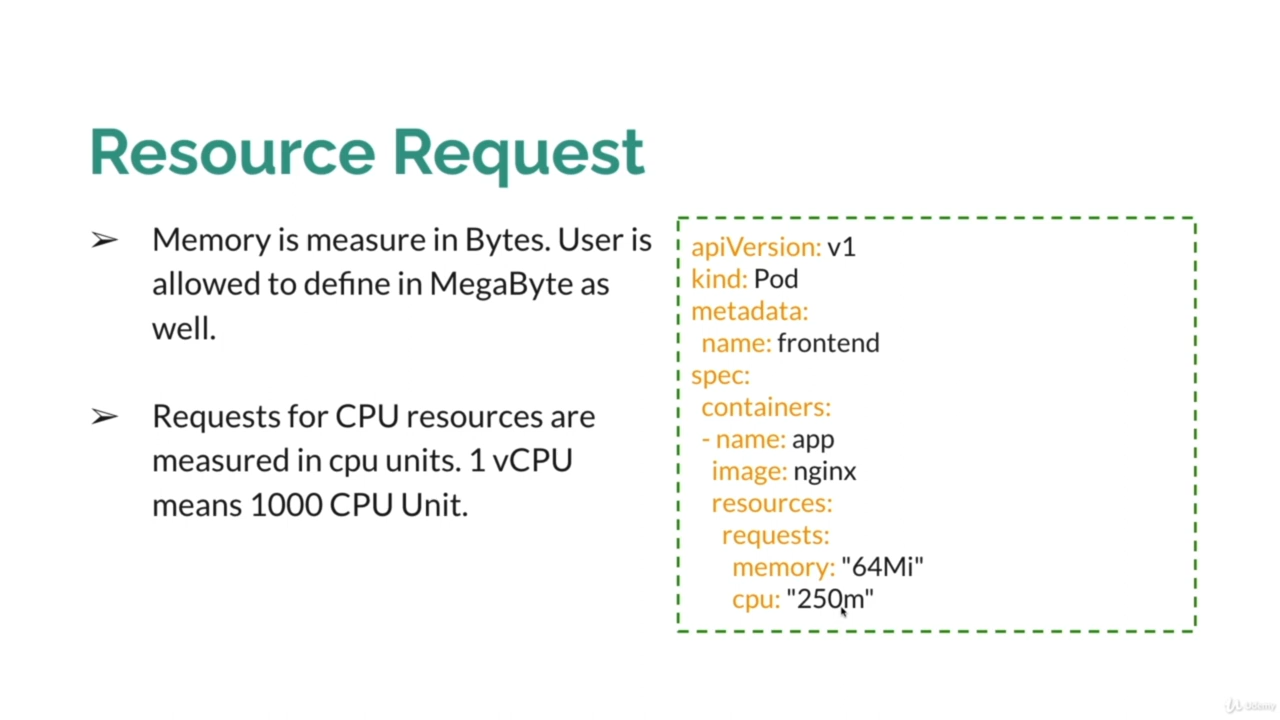 Resource Request
➢ Memory is measure in Bytes. User is
allowed to define in MegaByte as
well.
➢ Requests for CPU resources are
measured in cpu units. 1 vCPU
means 1000 CPU Unit.
apiVersion: v1
kind: Pod
metadata:
  name: frontend
spec:
  containers:
  - name: app
    image: nginx
    resources:
      requests:
        memory: "64Mi"
        cpu: "250m"
Udemy